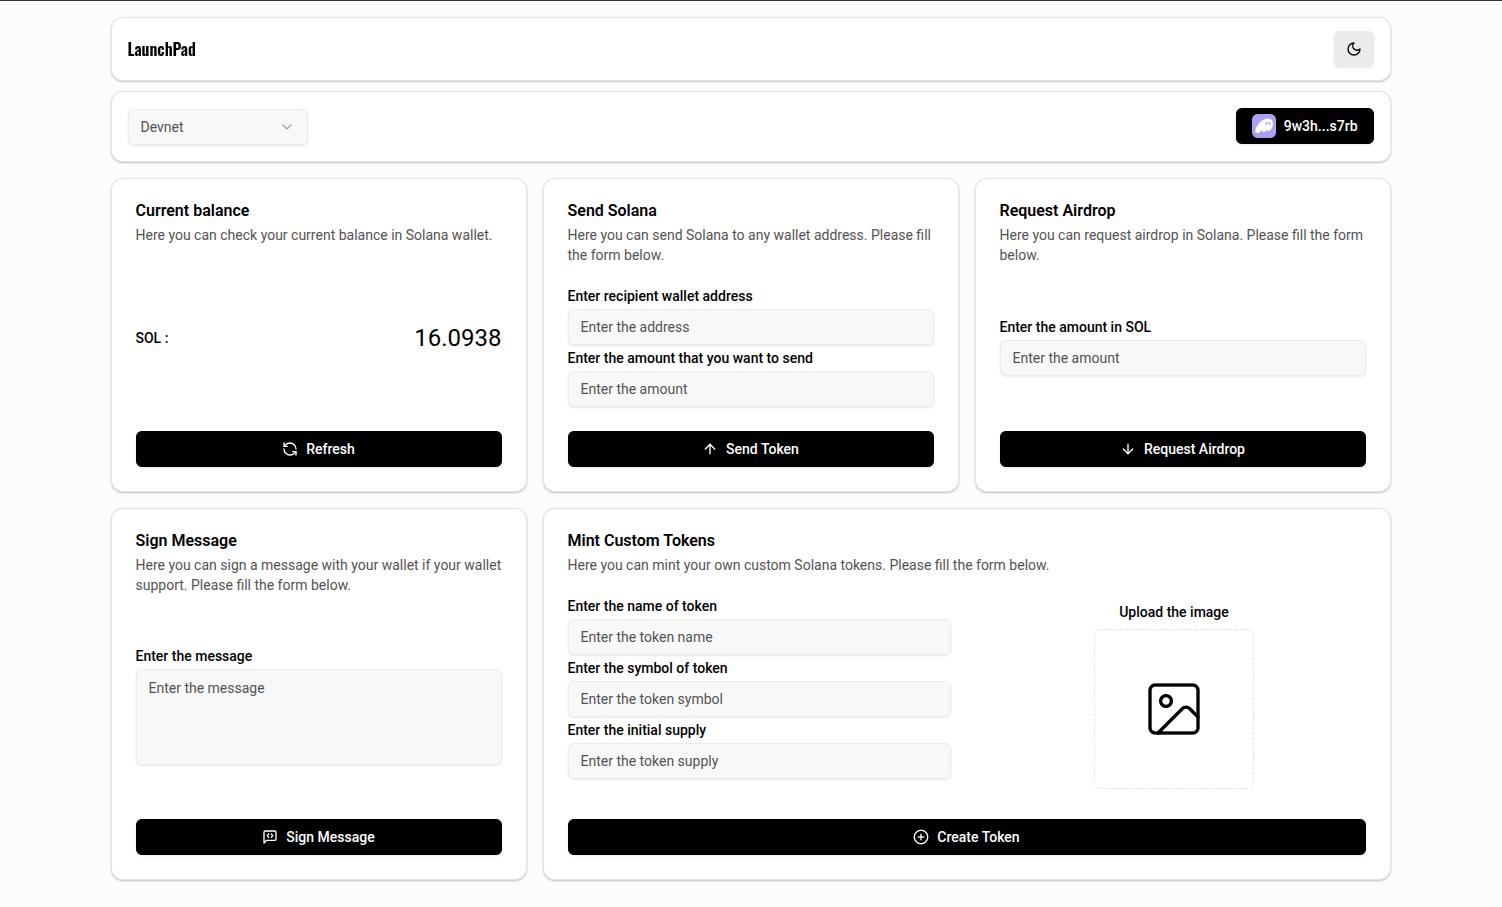 LaunchPad
Devnet
9w3h...s7rb
Current balance
Here you can check your current balance in Solana wallet.
SOL :
16.0938
Refresh
Send Solana
Here you can send Solana to any wallet address. Please fill
the form below.
Enter recipient wallet address
Enter the address
Enter the amount that you want to send
Enter the amount
Send Token
Request Airdrop
Here you can request airdrop in Solana. Please fill the form
below.
Enter the amount in SOL
Enter the amount
Request Airdrop
Sign Message
Here you can sign a message with your wallet if your wallet
support. Please fill the form below.
Enter the message
Enter the message
Sign Message
Mint Custom Tokens
Here you can mint your own custom Solana tokens. Please fill the form below.
Enter the name of token
Enter the token name
Enter the symbol of token
Enter the token symbol
Enter the initial supply
Enter the token supply
Upload the image
Create Token